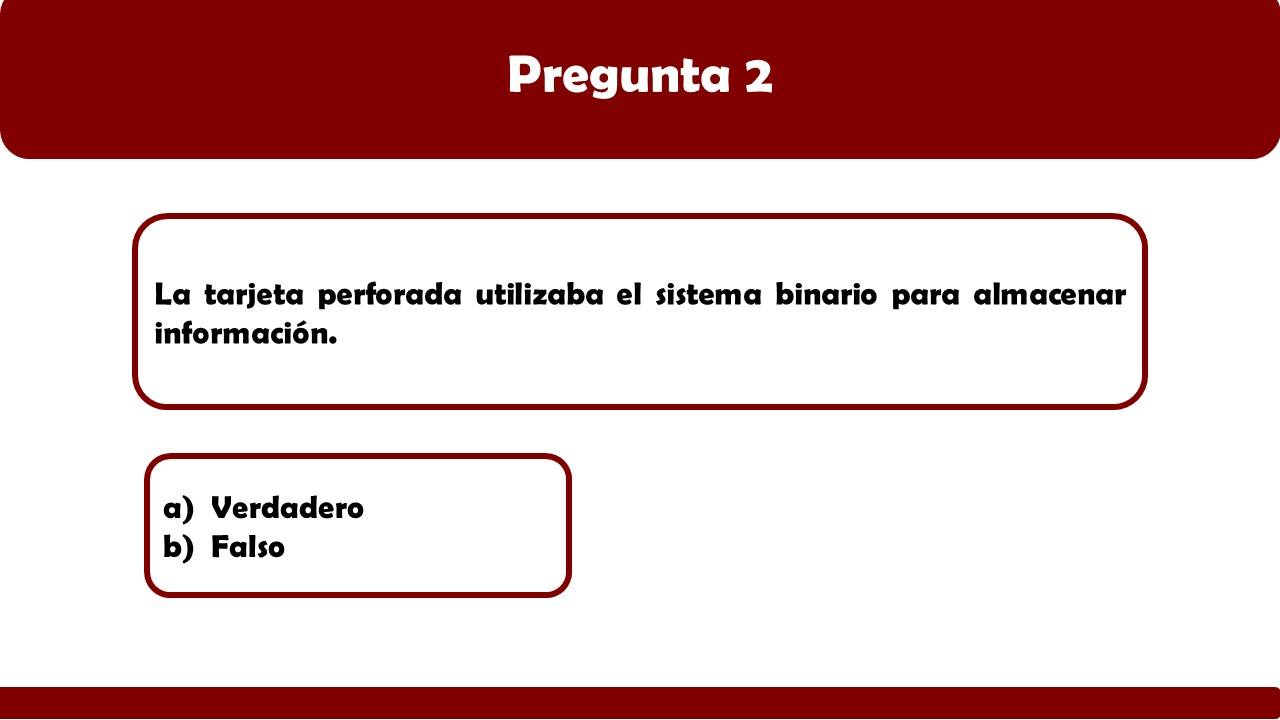 Pregunta 2
La tarjeta perforada utilizaba el sistema binario para almacenar
información.
a) Verdadero
b) Falso